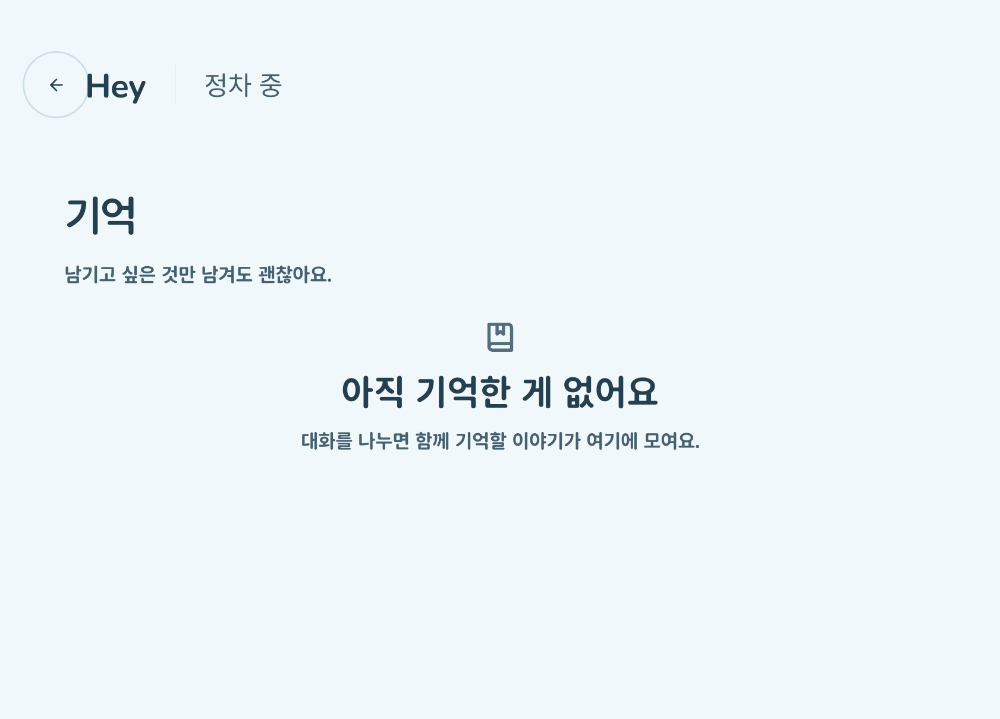 Hey
정차 중
기억
남기고 싶은 것만 남겨도 괜찮아요.
아직 기억한 게 없어요
대화를 나누면 함께 기억할 이야기가 여기에 모여요.